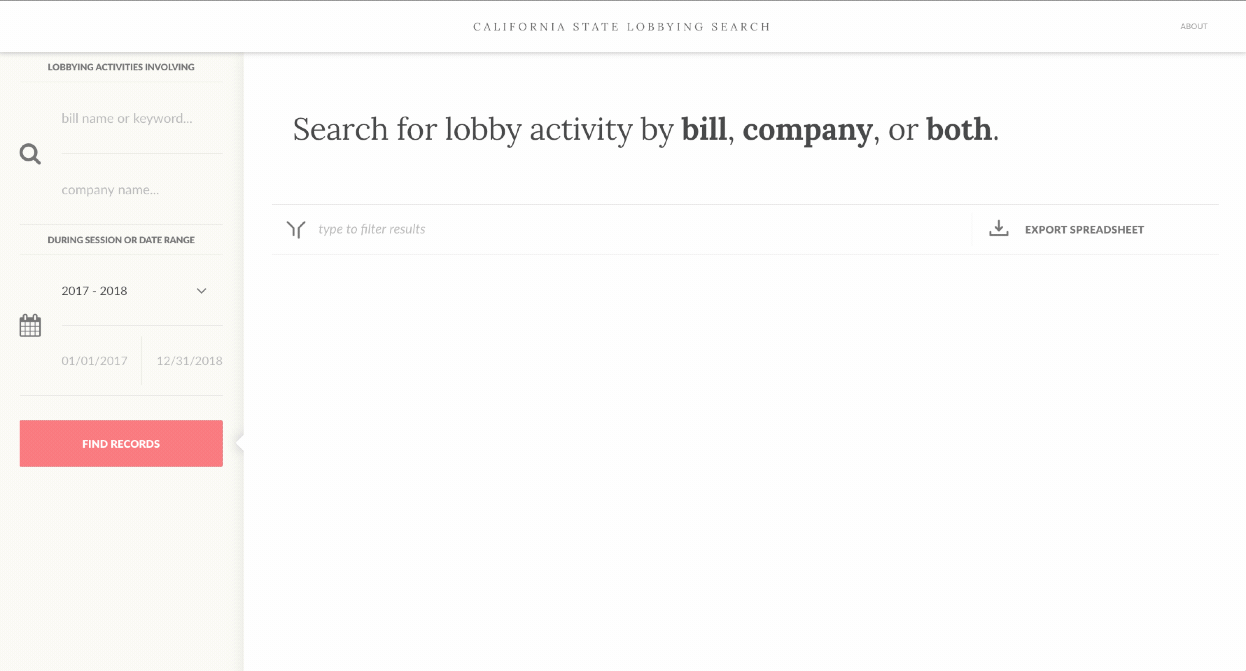 CALIFORNIA STATE LOBBYING SEARCH
ABOUT
LOBBYING ACTIVITIES INVOLVING
bill name or keyword...
company name...
DURING SESSION OR DATE RANGE
2017 - 2018
01/01/2017 12/31/2018
FIND RECORDS
Search for lobby activity by bill, company, or both.
type to filter results
EXPORT SPREADSHEET